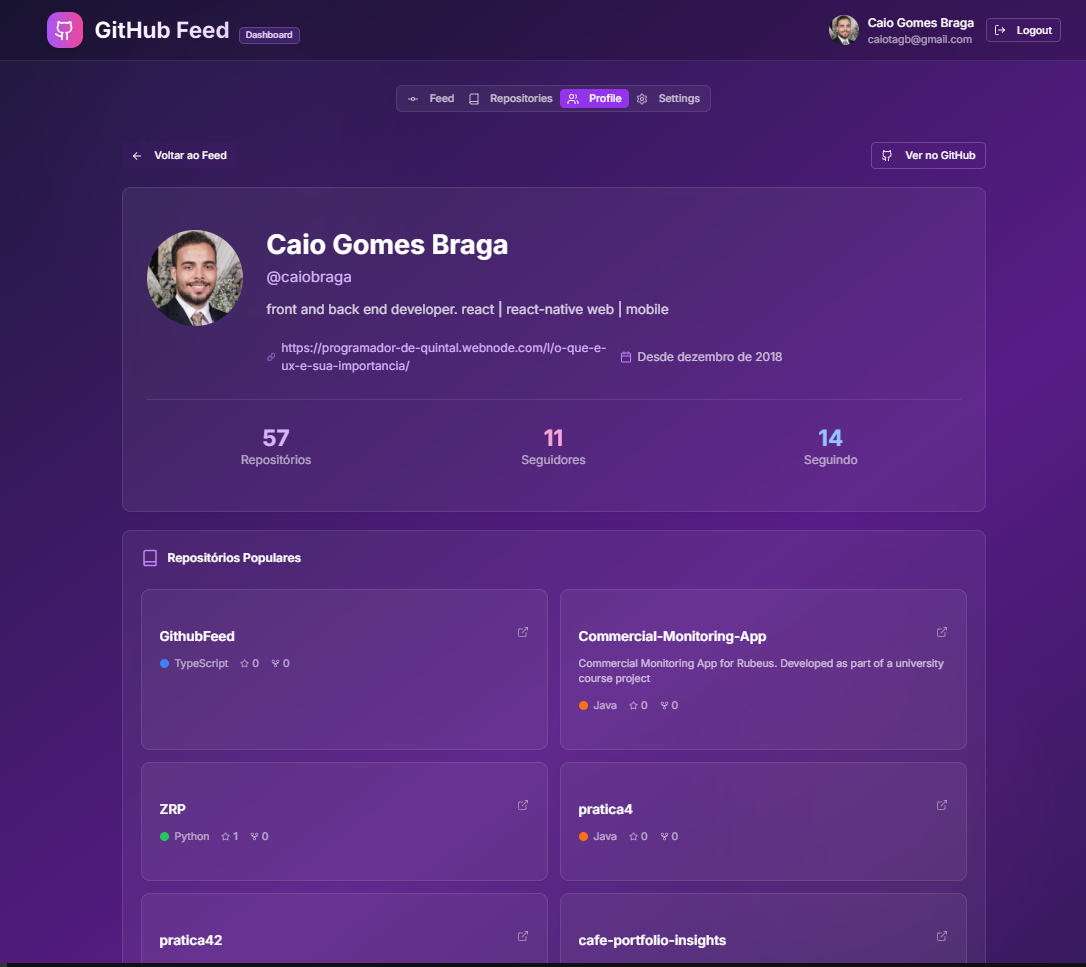 GitHub Feed Dashboard
Caio Gomes Braga
caiotagb@gmail.com
Logout
Feed Repositories Profile Settings
Voltar ao Feed
Ver no GitHub
Caio Gomes Braga
@caiobraga
front and back end developer. react | react-native web | mobile
https://programador-de-quintal.webnode.com/l/o-que-e-
ux-e-sua-importancia/
Desde dezembro de 2018
57 11 14
Repositórios Seguidores Seguindo
Repositórios Populares
GithubFeed
TypeScript 0 0
Commercial-Monitoring-App
Commercial Monitoring App for Rubeus. Developed as part of a university
course project
Java 0 0
ZRP
Python 1 0
pratica4
Java 0 0
pratica42
cafe-portfolio-insights